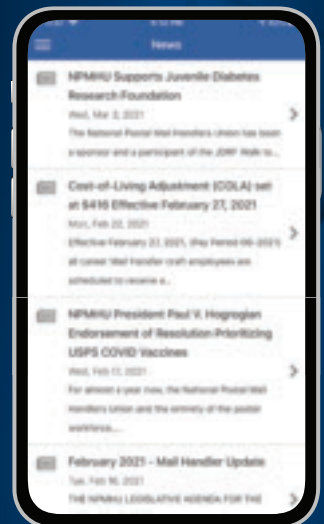 News
NPMHU Supports Juvenile Diabetes
Research Foundation
Wed, Mar 3, 2021
The National Postal Mail Handlers Union has been
a sponsor and a participant of the JDRF Walk to...
Cost-of-Living Adjustment (COLA) set
at $416 Effective February 27, 2021
Mon, Feb 22, 2021
Effective February 27, 2021, (Pay Period 06-2021)
all career Mail Handler craft employees are
scheduled to receive a...
NPMHU President Paul V. Hogrogian
Endorsement of Resolution Prioritizing
USPS COVID Vaccines
Wed, Feb 17, 2021
For almost a year now, the National Postal Mail
Handlers Union and the entirety of the postal
workforce,...
February 2021 - Mail Handler Update
Tue, Feb 16, 2021
THE NPMHU LEGISLATIVE AGENDA FOR THE